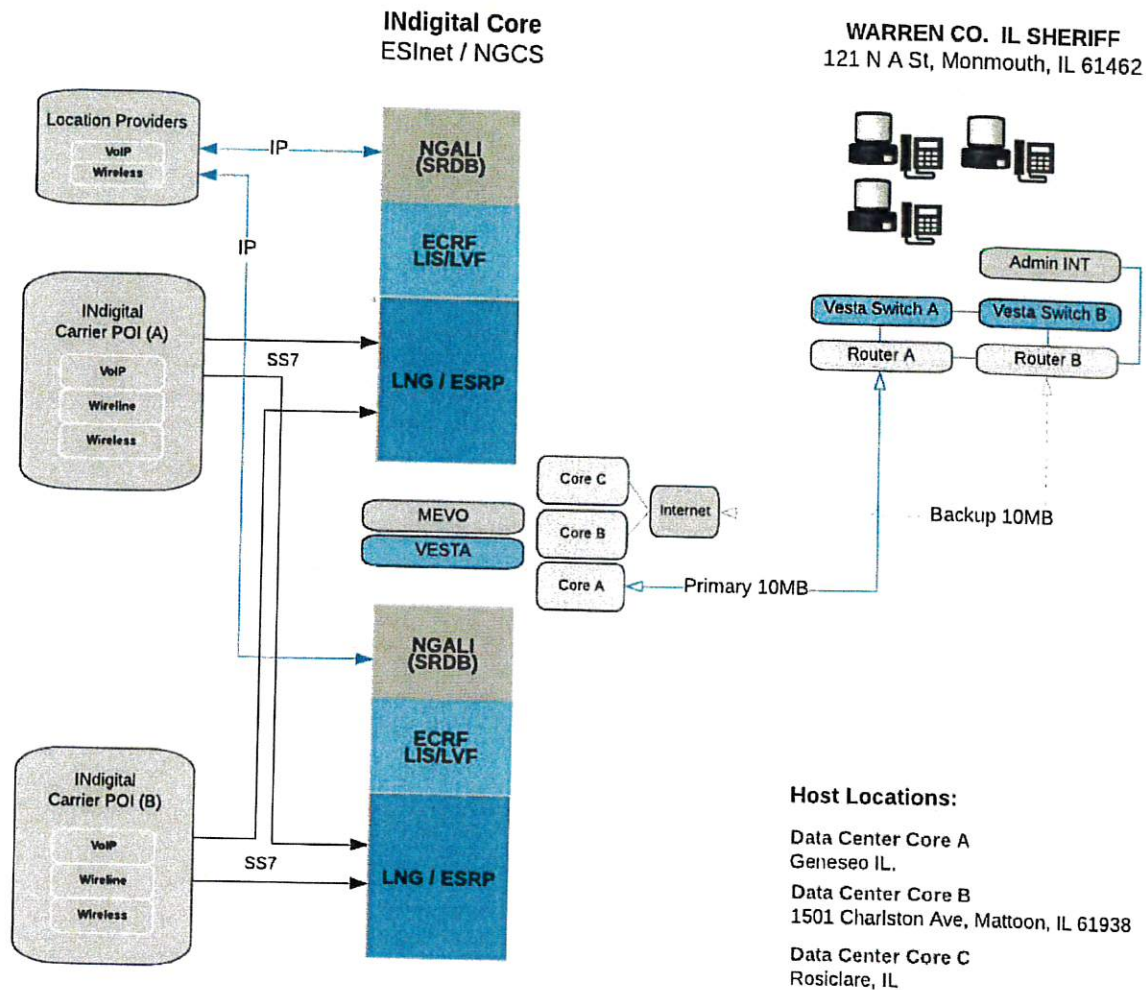 INdigital Core
ESInet / NGCS
WARREN CO. IL SHERIFF
121 N A St, Monmouth, IL 61462
Location Providers
VoIP
Wireless
IP
NGALI
(SRDB)
IP
ECRF
LIS/LVF
Admin INT
INdigital
Carrier POI (A)
VoIP
Wireline
Wireless
SS7
LNG / ESRP
Vesta Switch A
Vesta Switch B
Router A
Router B
MEVO
VESTA
Core C
Core B
Core A
Internet
Backup 10MB
Primary 10MB
NGALI
(SRDB)
ECRF
LIS/LVF
INdigital
Carrier POI (B)
VoIP
Wireline
Wireless
SS7
LNG / ESRP
Host Locations:
Data Center Core A
Geneseo IL.
Data Center Core B
1501 Charlston Ave, Mattoon, IL 61938
Data Center Core C
Rosiclare, IL